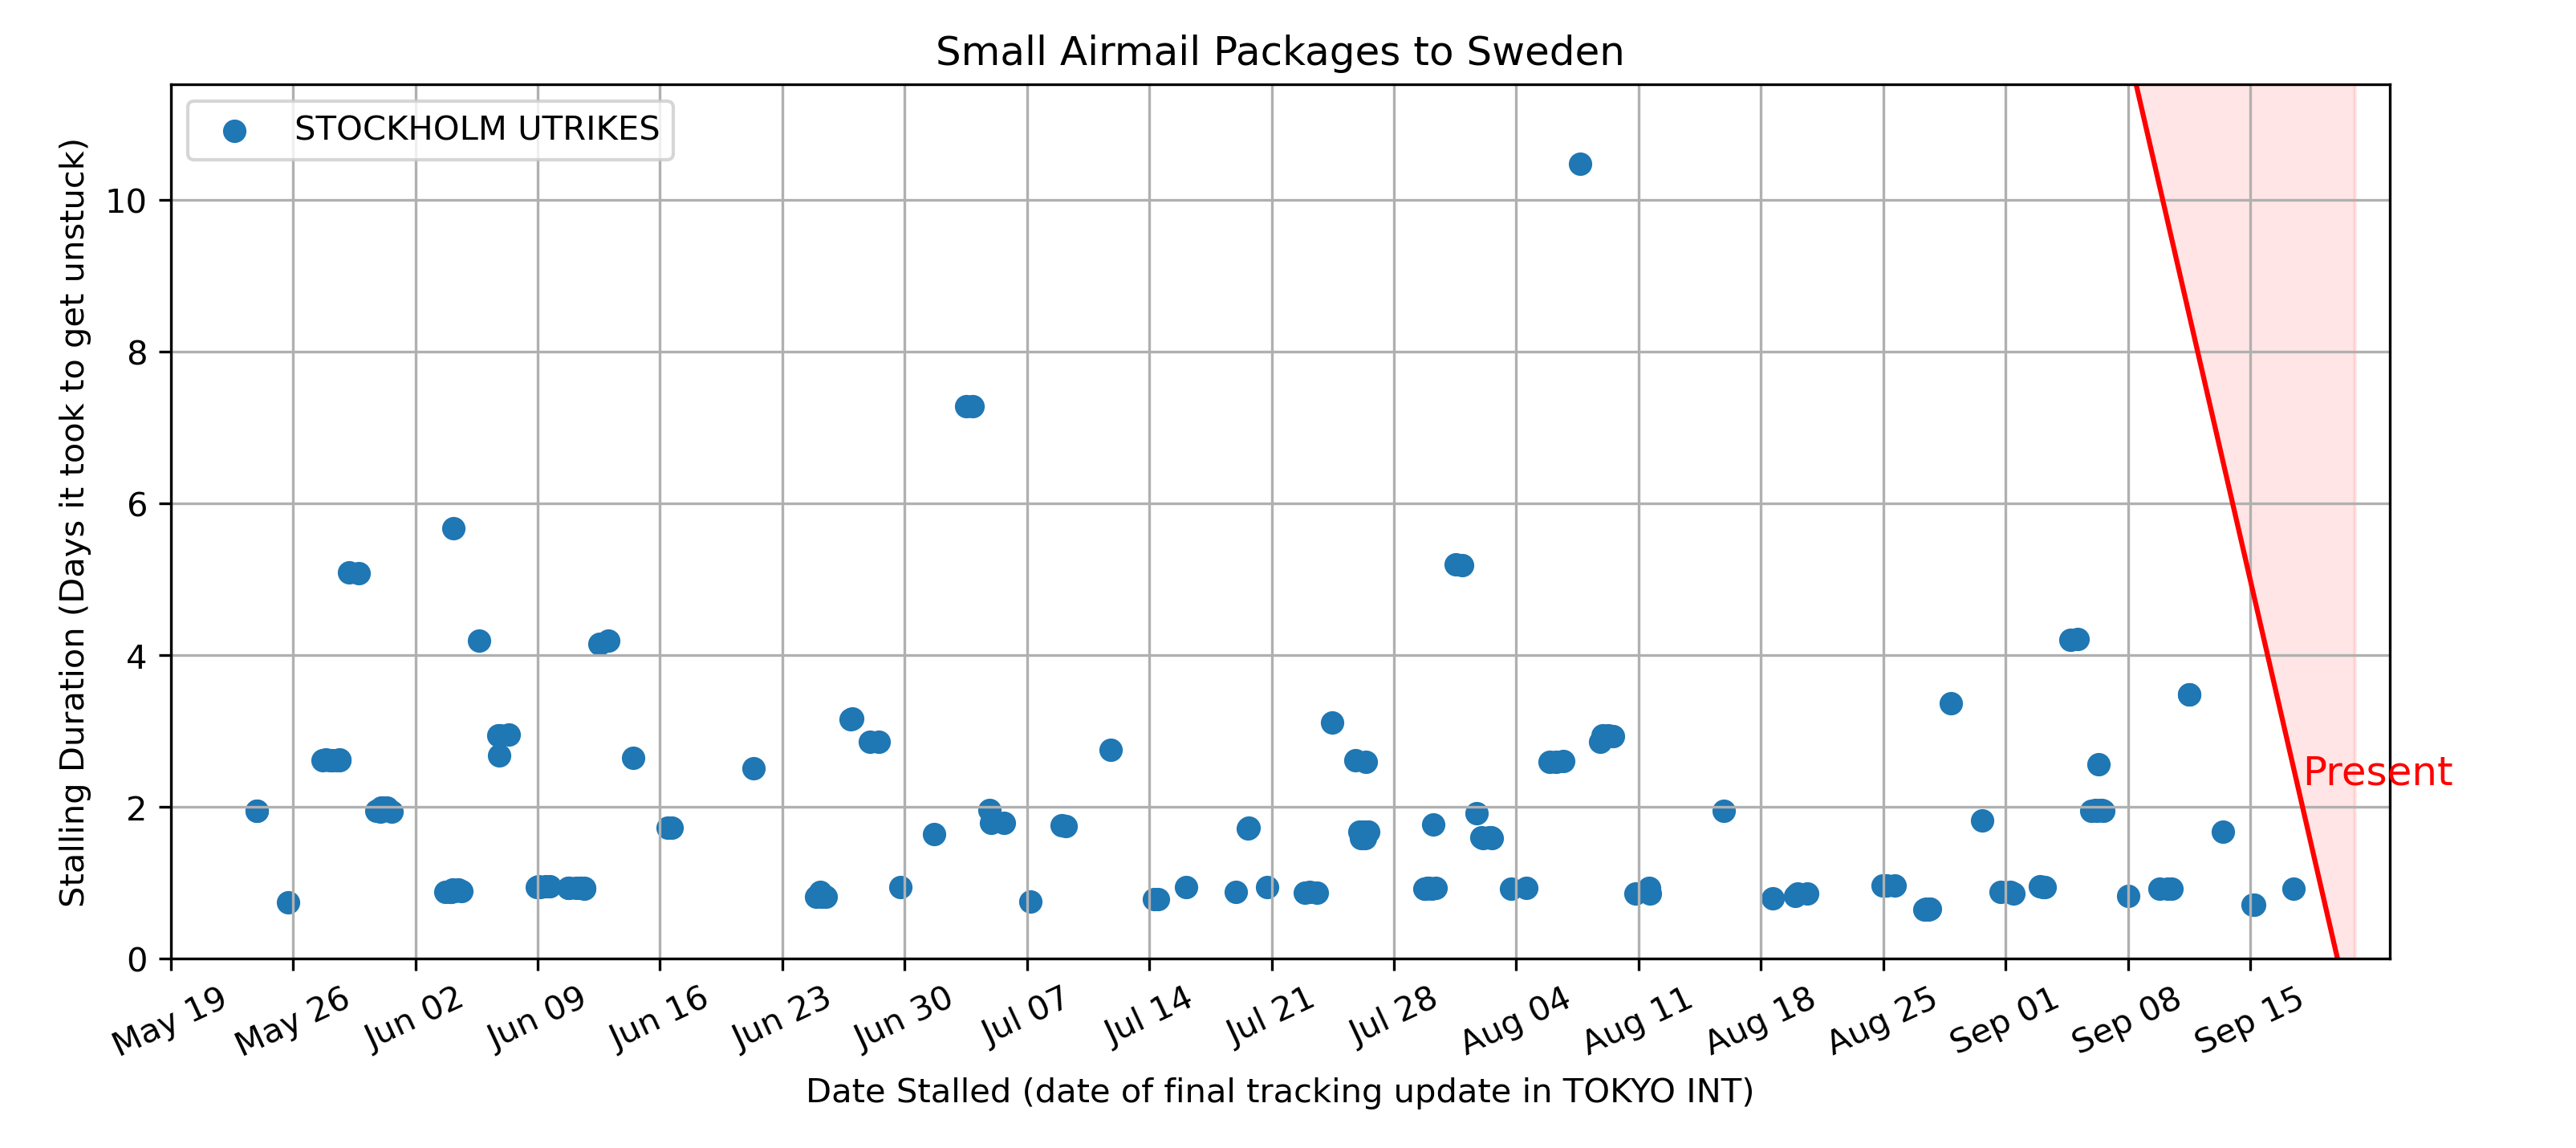 Small Airmail Packages to Sweden
STOCKHOLM UTRIKES
Stalling Duration (Days it took to get unstuck)
10
8
6
4
2
0
Present
May 19
May 26
Jun 02
Jun 09
Jun 16
Jun 23
Jun 30
Jul 07
Jul 14
Jul 21
Jul 28
Aug 04
Aug 11
Aug 18
Aug 25
Sep 01
Sep 08
Sep 15
Date Stalled (date of final tracking update in TOKYO INT)